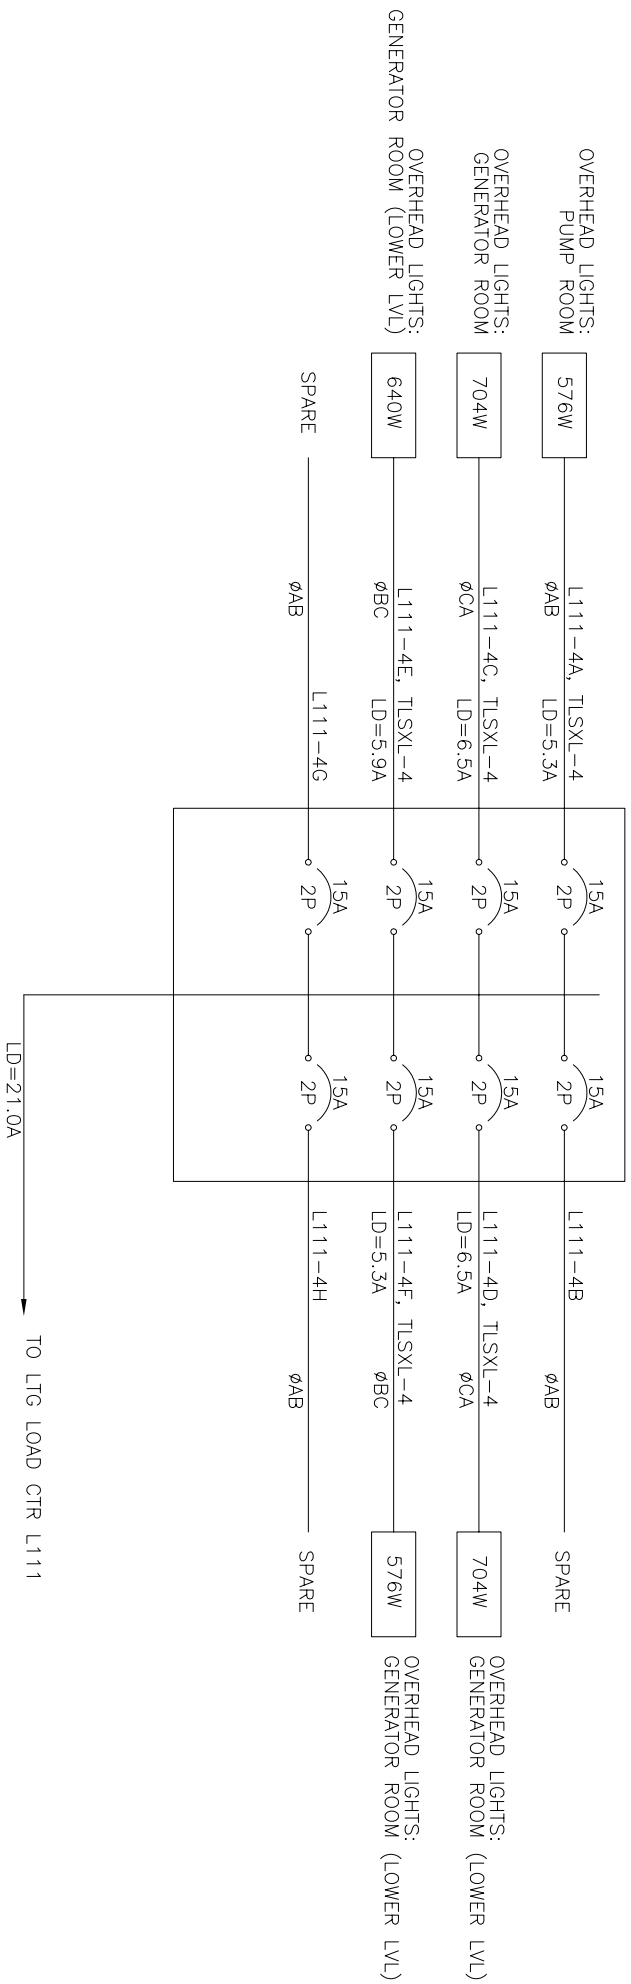 OVERHEAD LIGHTS:
PUMP ROOM
576W
L111-4A, TLSXL-4
ØAB
LD=5.3A
15A
2P
15A
2P
L111-4B
ØAB
SPARE
OVERHEAD LIGHTS:
GENERATOR ROOM
704W
L111-4C, TLSXL-4
ØCA
LD=6.5A
15A
2P
15A
2P
L111-4D, TLSXL-4
LD=6.5A
ØCA
704W
OVERHEAD LIGHTS:
GENERATOR ROOM (LOWER LVL)
OVERHEAD LIGHTS:
GENERATOR ROOM (LOWER LVL)
640W
L111-4E, TLSXL-4
ØBC
LD=5.9A
15A
2P
15A
2P
L111-4F, TLSXL-4
LD=5.3A
ØBC
576W
OVERHEAD LIGHTS:
GENERATOR ROOM (LOWER LVL)
SPARE
L111-4G
ØAB
15A
2P
15A
2P
L111-4H
ØAB
SPARE
LD=21.0A
TO LTG LOAD CTR L111